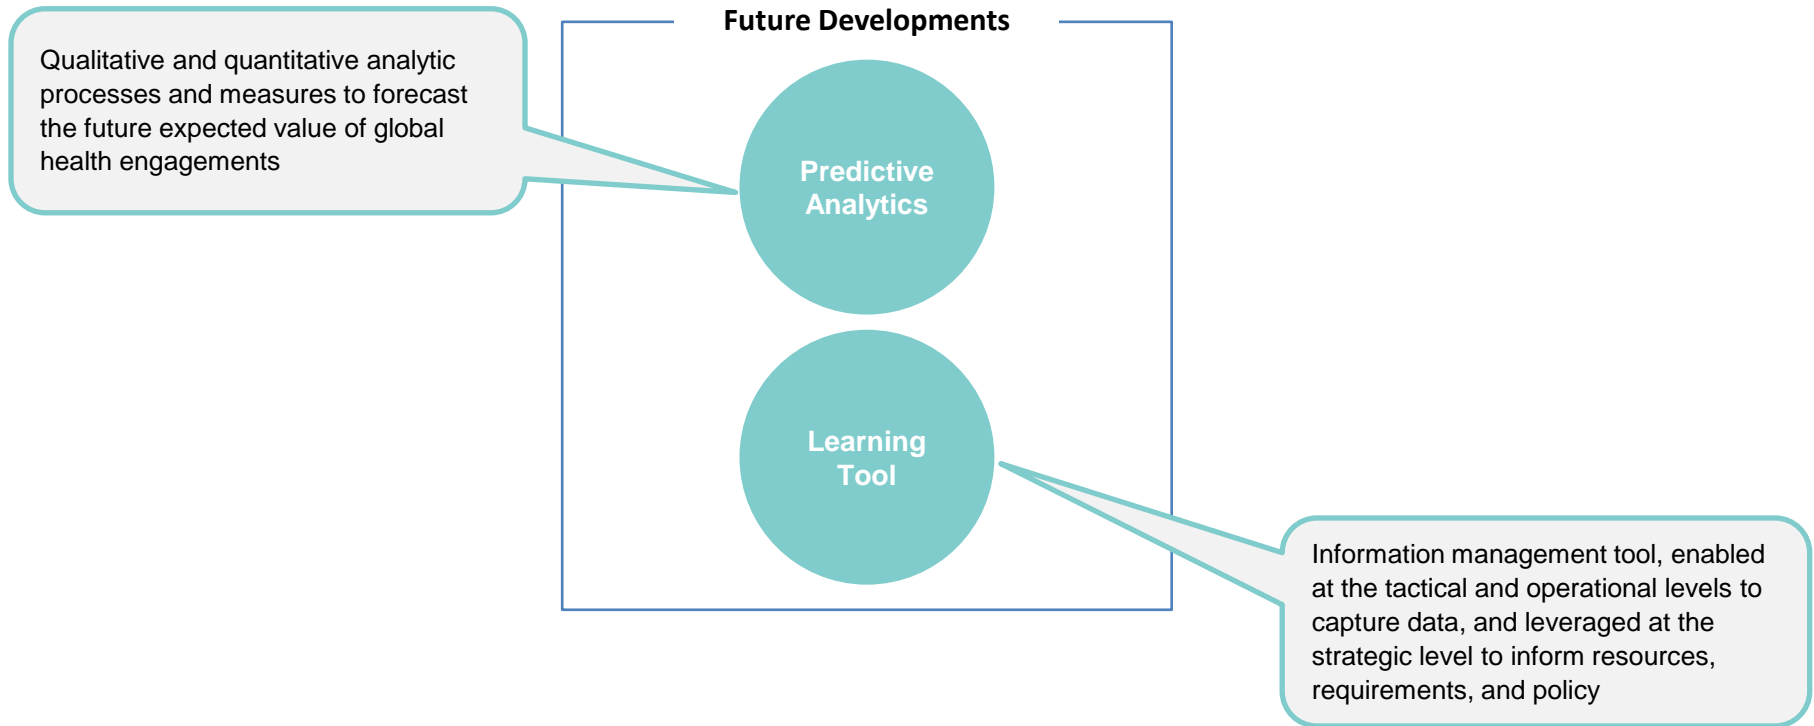 Future Developments
Qualitative and quantitative analytic
processes and measures to forecast
the future expected value of global
health engagements
Predictive
Analytics
Learning
Tool
Information management tool, enabled
at the tactical and operational levels to
capture data, and leveraged at the
strategic level to inform resources,
requirements, and policy